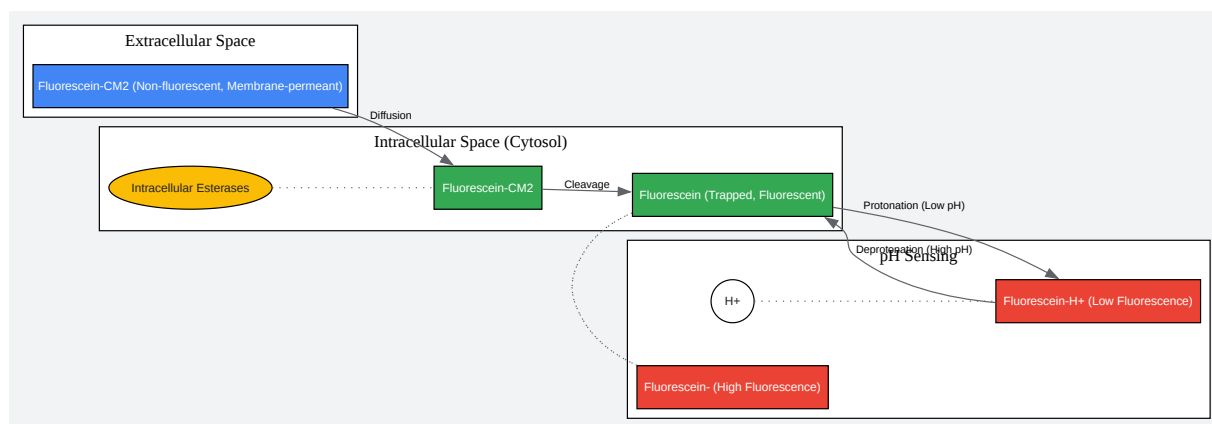 Extracellular Space
Fluorescein-CM2 (Non-fluorescent, Membrane-permeant)
Diffusion
Intracellular Space (Cytosol)
Intracellular Esterases
Fluorescein-CM2
Cleavage
Fluorescein (Trapped, Fluorescent)
Protonation (Low pH)
Deprotonation (High pH)
pH Sensing
H+
Fluorescein-H+ (Low Fluorescence)
Fluorescein- (High Fluorescence)